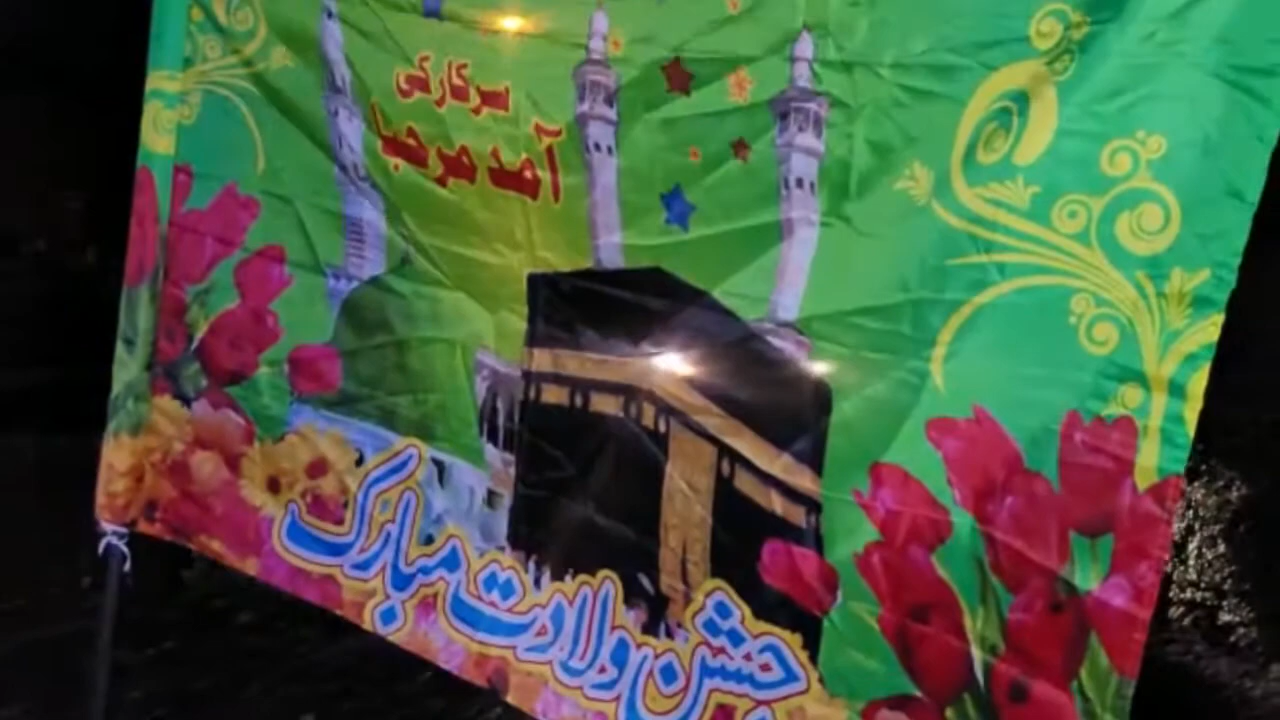 سرکار کی
آمد مرحبا
جشن ولادت مبارک